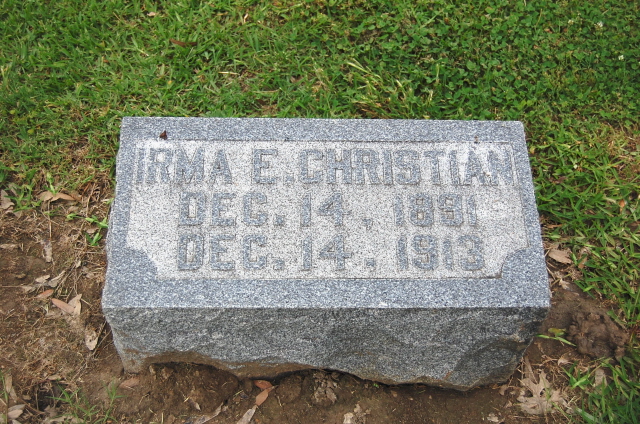 IRMA E. CHRISTIAN
DEC. 14, 1891
DEC. 14, 1913